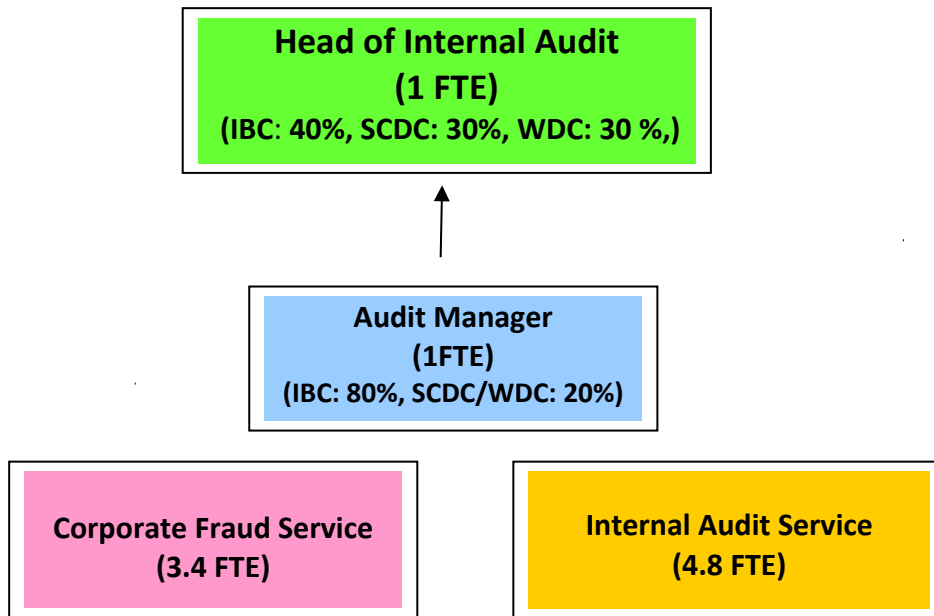 Head of Internal Audit
(1 FTE)
(IBC: 40%, SCDC: 30%, WDC: 30 %,)
Audit Manager
(1FTE)
(IBC: 80%, SCDC/WDC: 20%)
Corporate Fraud Service
(3.4 FTE)
Internal Audit Service
(4.8 FTE)